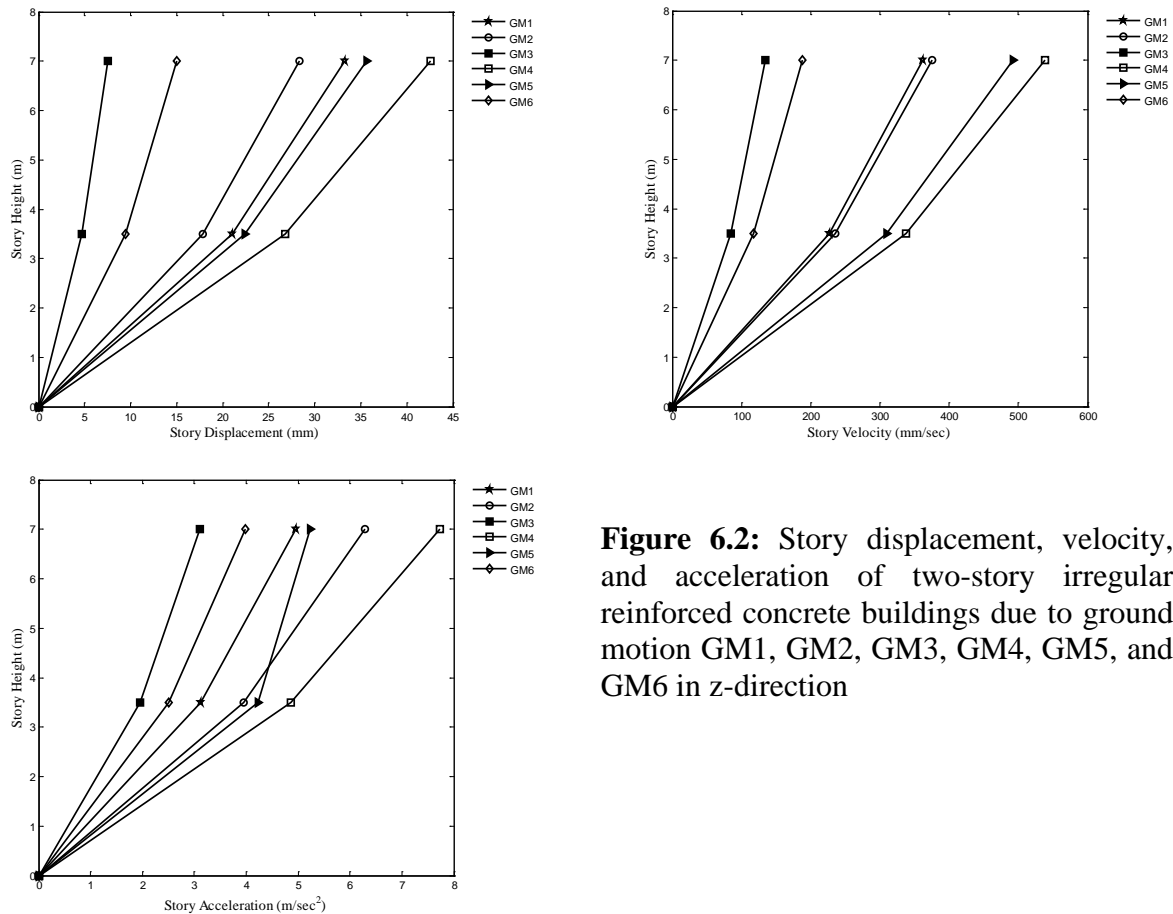 8
7
6
5
4
3
2
1
0
Story Height (m)
0 5 10 15 20 25 30 35 40 45
Story Displacement (mm)
GM1
GM2
GM3
GM4
GM5
GM6
8
7
6
5
4
3
2
1
0
Story Height (m)
0 100 200 300 400 500 600
Story Velocity (mm/sec)
GM1
GM2
GM3
GM4
GM5
GM6
8
7
6
5
4
3
2
1
0
Story Height (m)
0 1 2 3 4 5 6 7 8
Story Acceleration (m/sec²)
GM1
GM2
GM3
GM4
GM5
GM6
Figure 6.2: Story displacement, velocity,
and acceleration of two-story irregular
reinforced concrete buildings due to ground
motion GM1, GM2, GM3, GM4, GM5, and
GM6 in z-direction